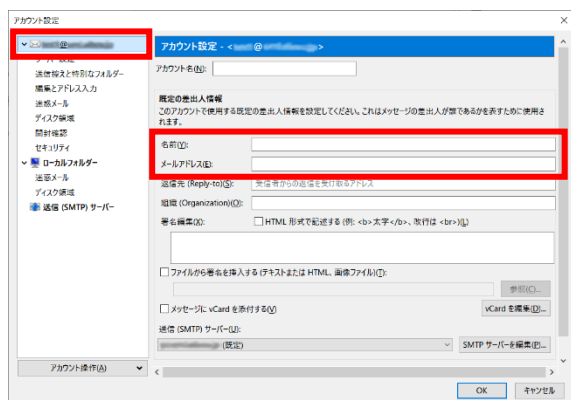 アカウント設定
@
サーバー設定
送信控えと特別なフォルダー
編集とアドレス入力
迷惑メール
ディスク領域
開封確認
セキュリティ
ローカルフォルダー
迷惑メール
ディスク領域
送信 (SMTP) サーバー
アカウント操作(A)
アカウント設定 - < @ >
アカウント名(N):
既定の差出人情報
このアカウントで使用する既定の差出人情報を設定してください。これはメッセージの差出人が誰であるかを表すために使用さ
れます。
名前(Y):
メールアドレス(E):
返信先 (Reply-to)(S): 受信者からの返信を受け取るアドレス
組織 (Organization)(O):
署名編集(X): HTML 形式で記述する (例: <b>太字</b>、改行は <br>)(L)
ファイルから署名を挿入する (テキストまたは HTML、画像ファイル)(T):
参照(C)...
メッセージに vCard を添付する(V) vCard を編集(D)...
送信 (SMTP) サーバー(U):
(既定) SMTP サーバーを編集(P)...
OK キャンセル